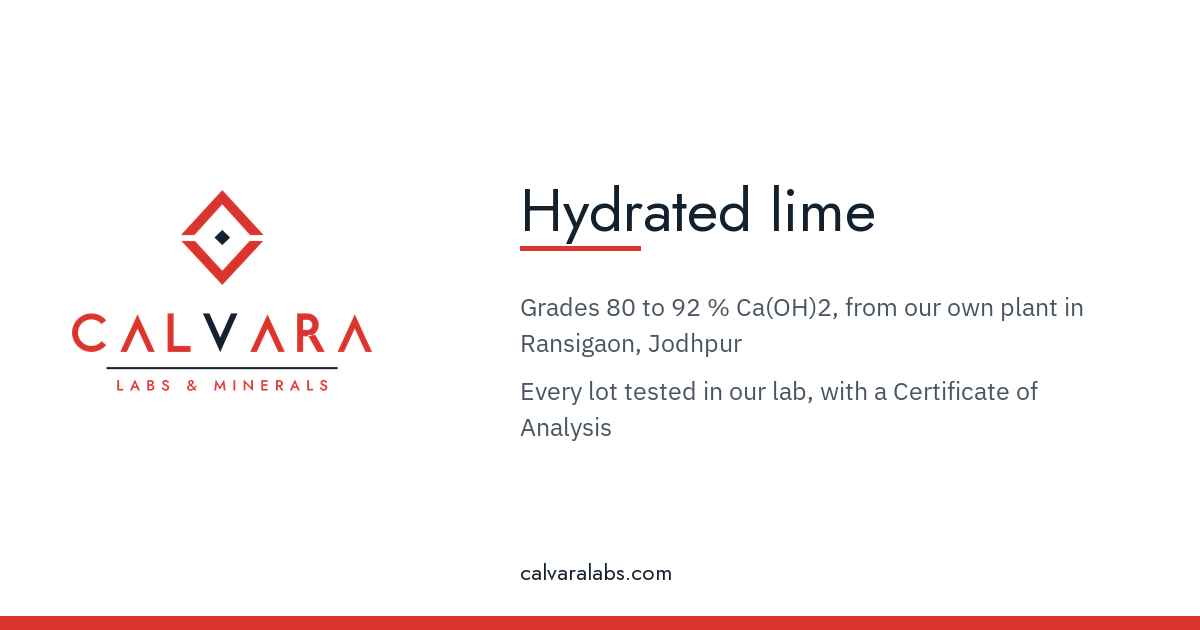 CALVARA
LABS & MINERALS
Hydrated lime
Grades 80 to 92 % Ca(OH)2, from our own plant in
Ransigaon, Jodhpur
Every lot tested in our lab, with a Certificate of
Analysis
calvaralabs.com